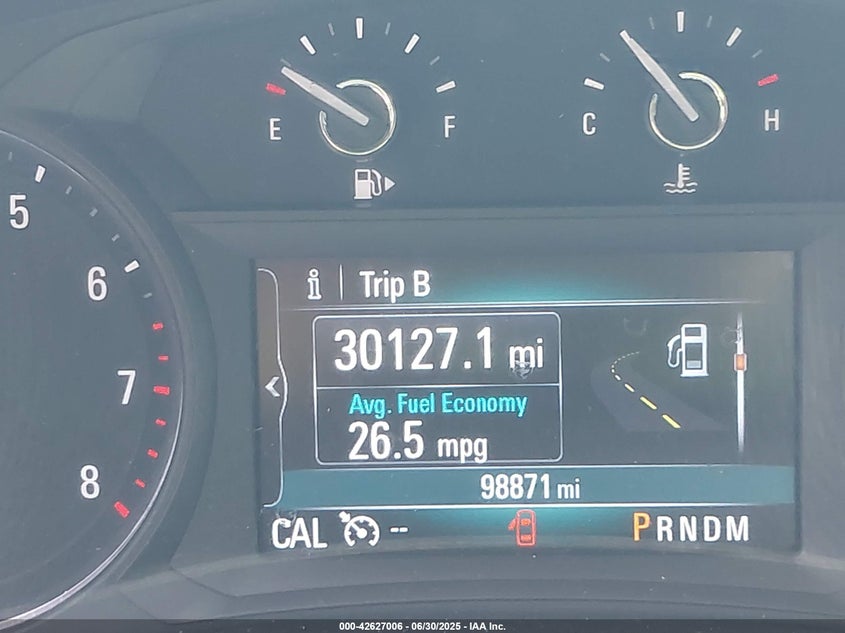 E F
C H
5
6
7
8
i Trip B
30127.1 mi
Avg. Fuel Economy
26.5 mpg
98871 mi
CAL --
PRNDM
000-42627006 - 06/30/2025 - IAA Inc.